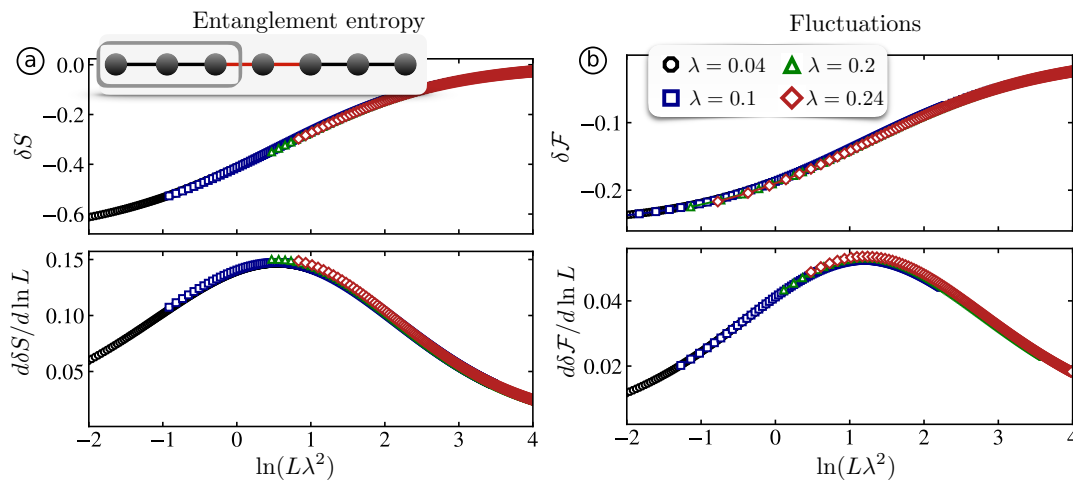 Entanglement entropy
Fluctuations
a
b
λ = 0.04
λ = 0.2
λ = 0.1
λ = 0.24
0.0
−0.2
−0.4
−0.6
δS
−0.1
−0.2
δℱ
0.15
0.10
0.05
dδS/d ln L
0.04
0.02
dδℱ/d ln L
−2 −1 0 1 2 3 4
ln(Lλ²)
−2 −1 0 1 2 3 4
ln(Lλ²)